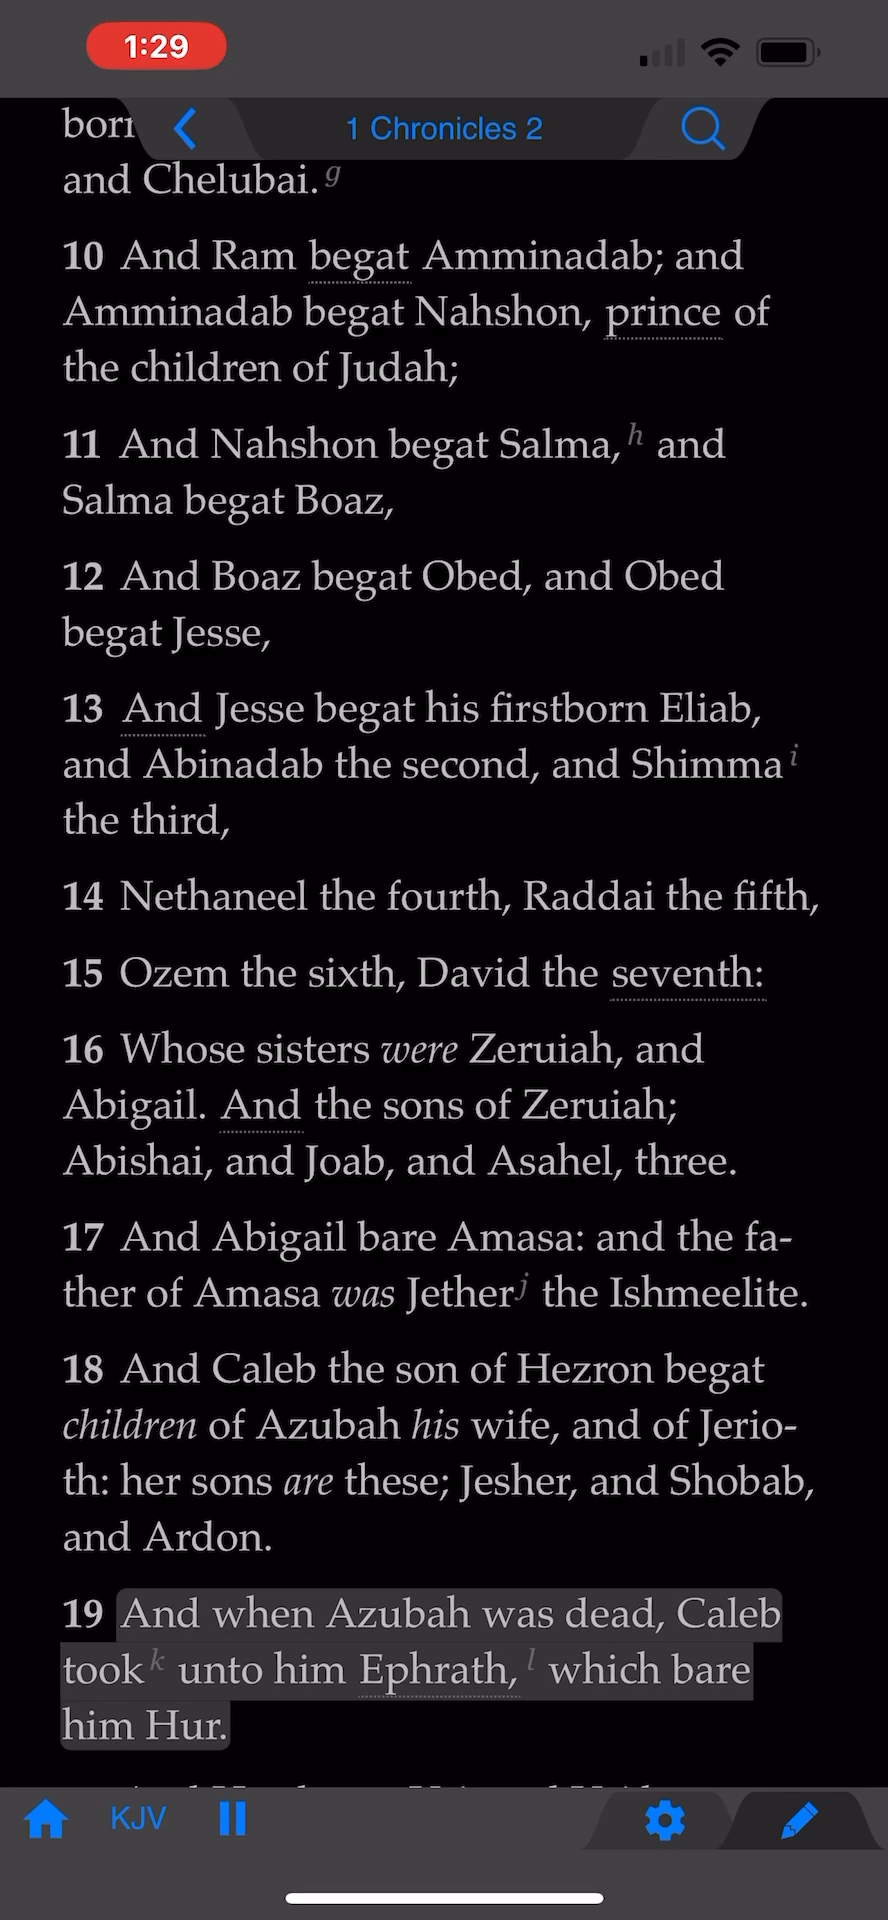 1:29
1 Chronicles 2
and Chelubai. g
10 And Ram begat Amminadab; and
Amminadab begat Nahshon, prince of
the children of Judah;
11 And Nahshon begat Salma, h and
Salma begat Boaz,
12 And Boaz begat Obed, and Obed
begat Jesse,
13 And Jesse begat his firstborn Eliab,
and Abinadab the second, and Shimma i
the third,
14 Nethaneel the fourth, Raddai the fifth,
15 Ozem the sixth, David the seventh:
16 Whose sisters were Zeruiah, and
Abigail. And the sons of Zeruiah;
Abishai, and Joab, and Asahel, three.
17 And Abigail bare Amasa: and the fa-
ther of Amasa was Jether j the Ishmeelite.
18 And Caleb the son of Hezron begat
children of Azubah his wife, and of Jerio-
th: her sons are these; Jesher, and Shobab,
and Ardon.
19 And when Azubah was dead, Caleb
took k unto him Ephrath, l which bare
him Hur.
KJV